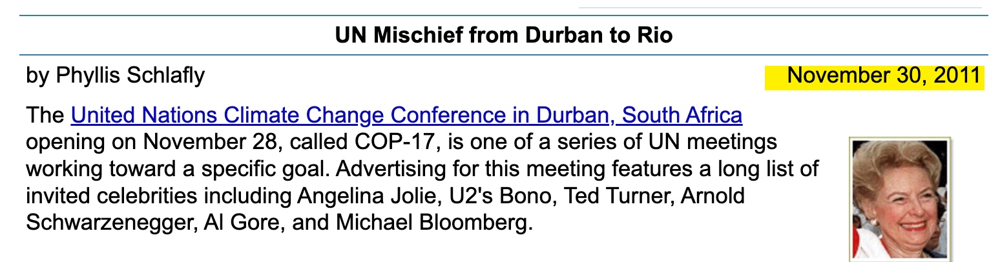 UN Mischief from Durban to Rio
by Phyllis Schlafly
November 30, 2011
The United Nations Climate Change Conference in Durban, South Africa
opening on November 28, called COP-17, is one of a series of UN meetings
working toward a specific goal. Advertising for this meeting features a long list of
invited celebrities including Angelina Jolie, U2's Bono, Ted Turner, Arnold
Schwarzenegger, Al Gore, and Michael Bloomberg.